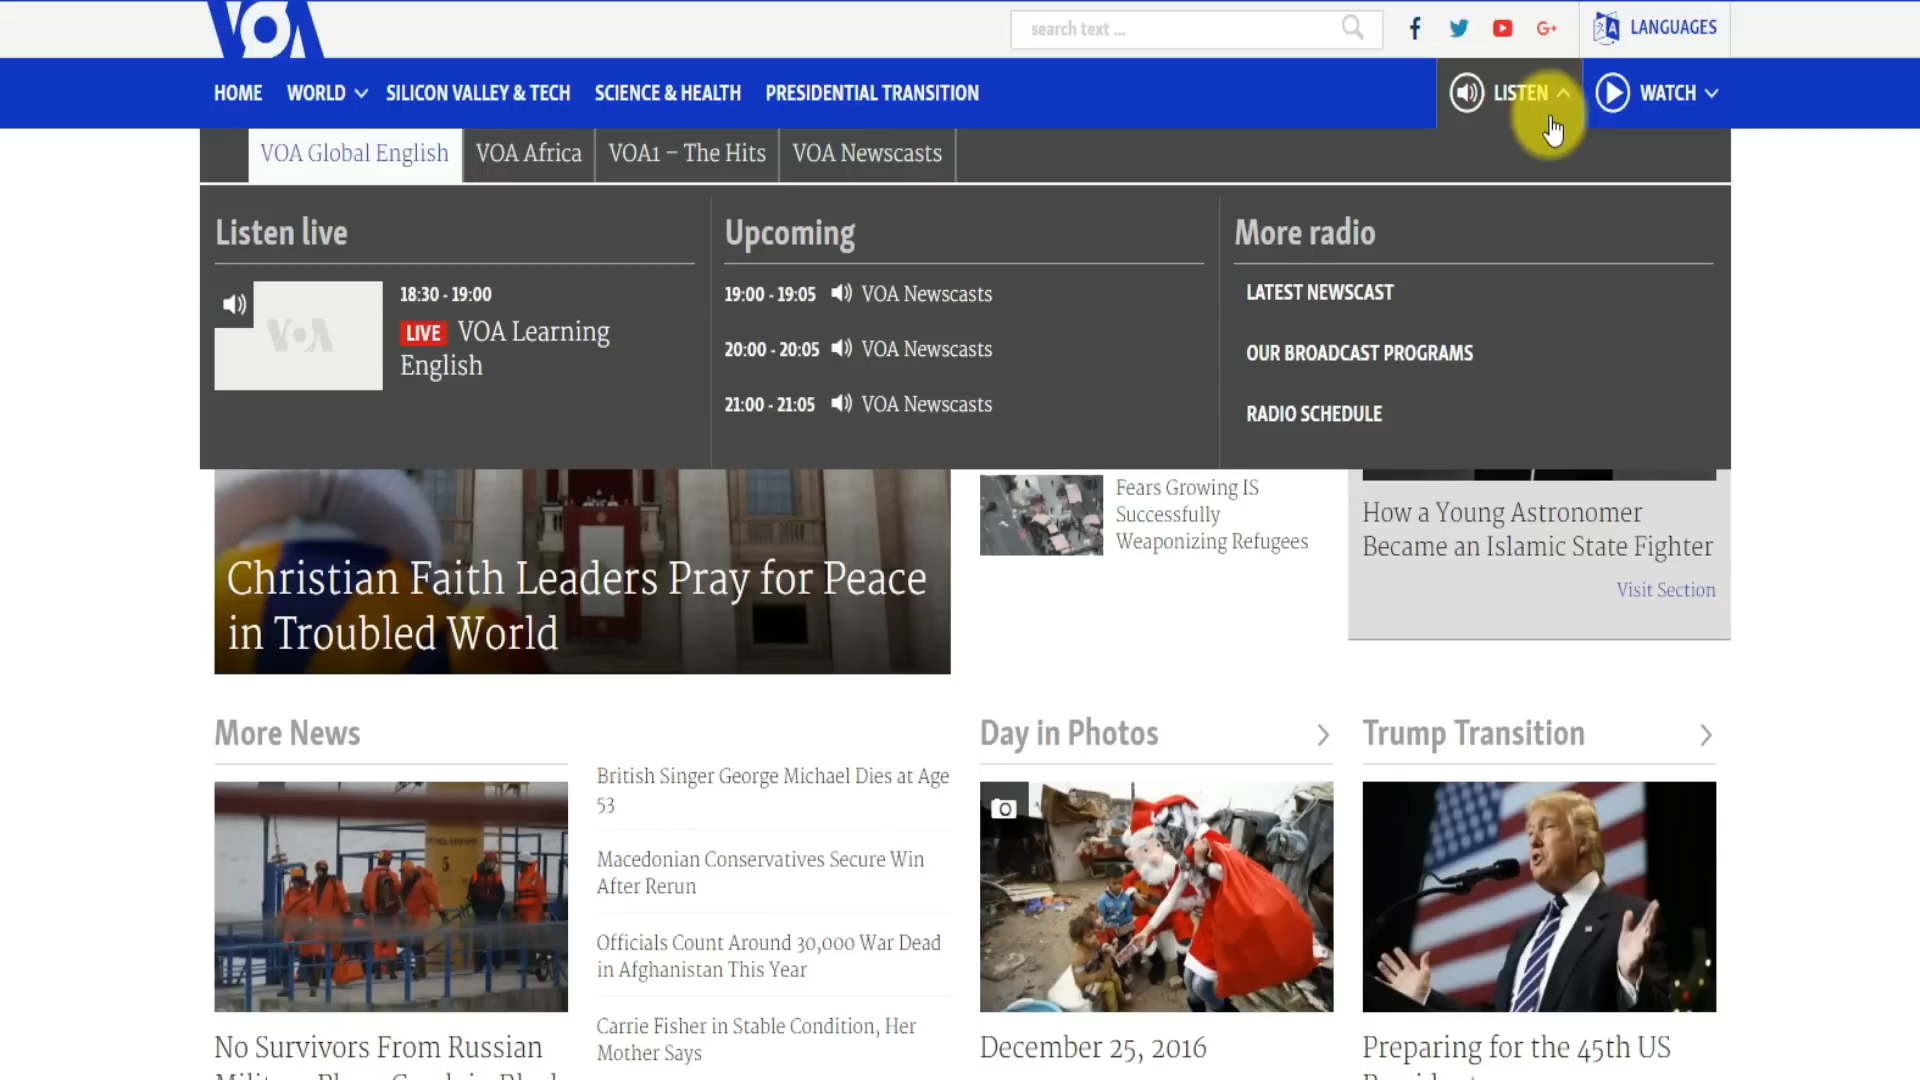 VOA
search text ...
G+
LANGUAGES
HOME
WORLD
SILICON VALLEY & TECH
SCIENCE & HEALTH
PRESIDENTIAL TRANSITION
LISTEN
WATCH
VOA Global English
VOA Africa
VOA1 – The Hits
VOA Newscasts
Listen live
VOA
18:30 - 19:00
LIVE VOA Learning
English
Upcoming
19:00 - 19:05 VOA Newscasts
20:00 - 20:05 VOA Newscasts
21:00 - 21:05 VOA Newscasts
More radio
LATEST NEWSCAST
OUR BROADCAST PROGRAMS
RADIO SCHEDULE
Christian Faith Leaders Pray for Peace
in Troubled World
Fears Growing IS
Successfully
Weaponizing Refugees
How a Young Astronomer
Became an Islamic State Fighter
Visit Section
More News
No Survivors From Russian
British Singer George Michael Dies at Age
53
Macedonian Conservatives Secure Win
After Rerun
Officials Count Around 30,000 War Dead
in Afghanistan This Year
Carrie Fisher in Stable Condition, Her
Mother Says
Day in Photos
December 25, 2016
Trump Transition
Preparing for the 45th US